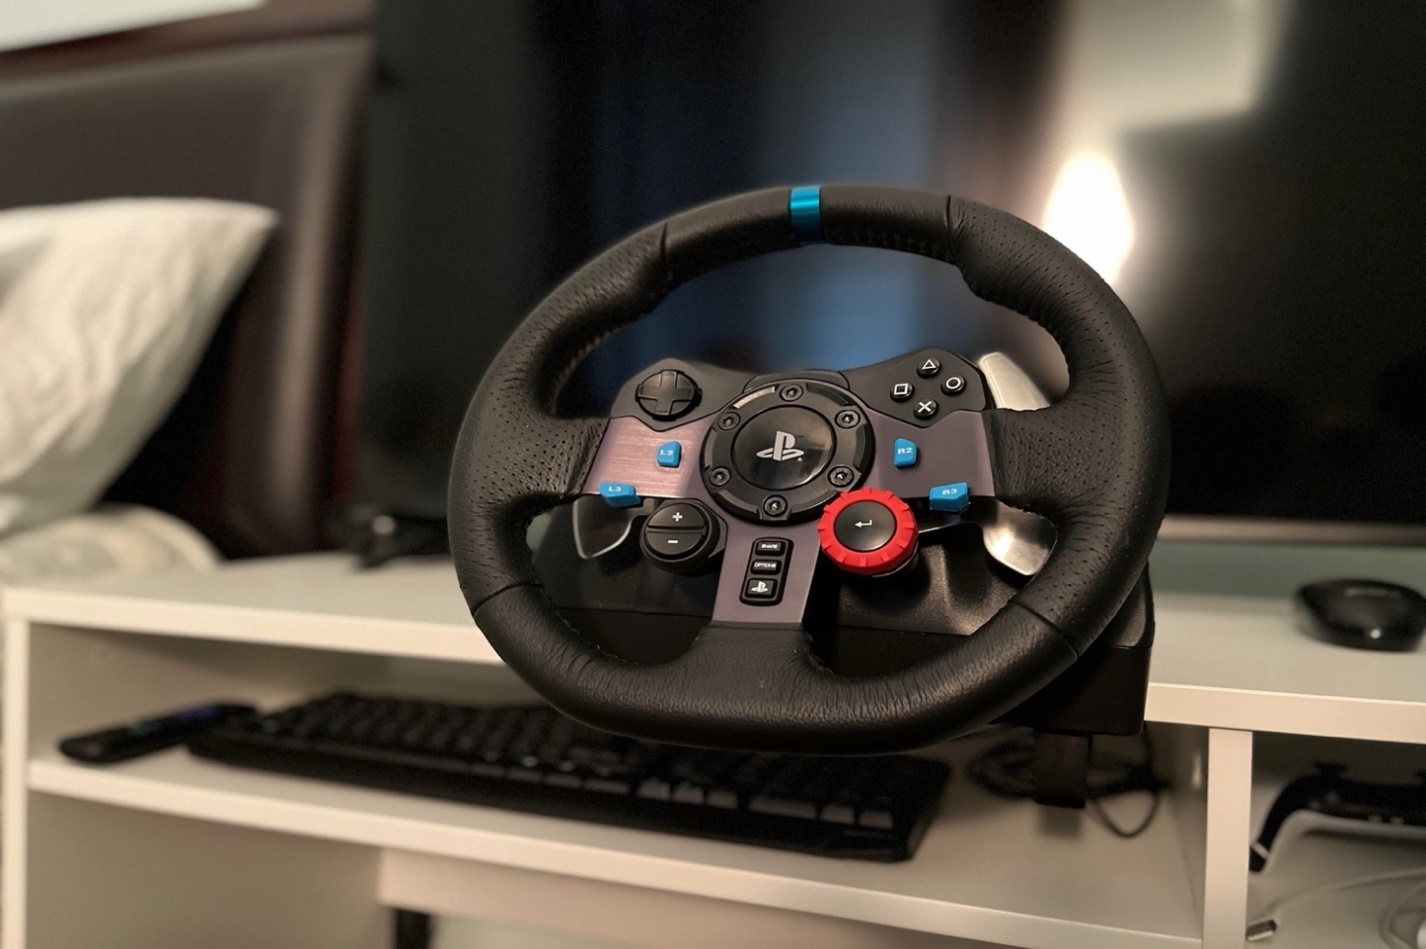 L2
R2
L3
R3
+
-
SHARE
OPTIONS